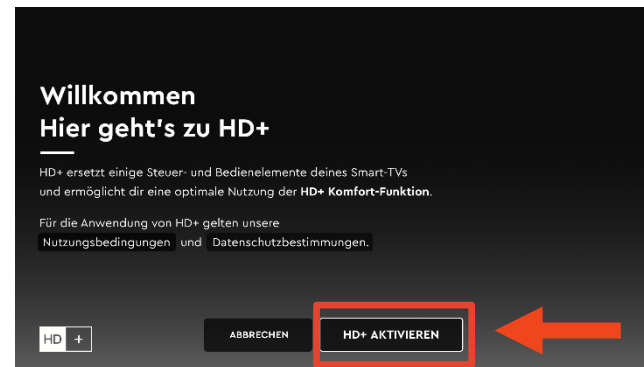 Willkommen
Hier geht's zu HD+
HD+ ersetzt einige Steuer- und Bedienelemente deines Smart-TVs
und ermöglicht dir eine optimale Nutzung der HD+ Komfort-Funktion.
Für die Anwendung von HD+ gelten unsere
Nutzungsbedingungen und Datenschutzbestimmungen.
HD + ABBRECHEN HD+ AKTIVIEREN